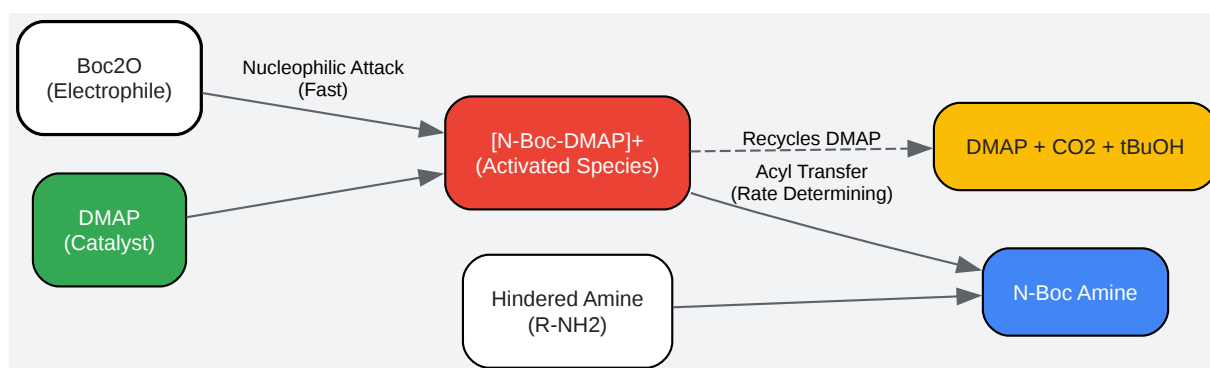 Boc2O
(Electrophile)
Nucleophilic Attack
(Fast)
DMAP
(Catalyst)
[N-Boc-DMAP]+
(Activated Species)
Recycles DMAP
Acyl Transfer
(Rate Determining)
DMAP + CO2 + tBuOH
Hindered Amine
(R-NH2)
N-Boc Amine